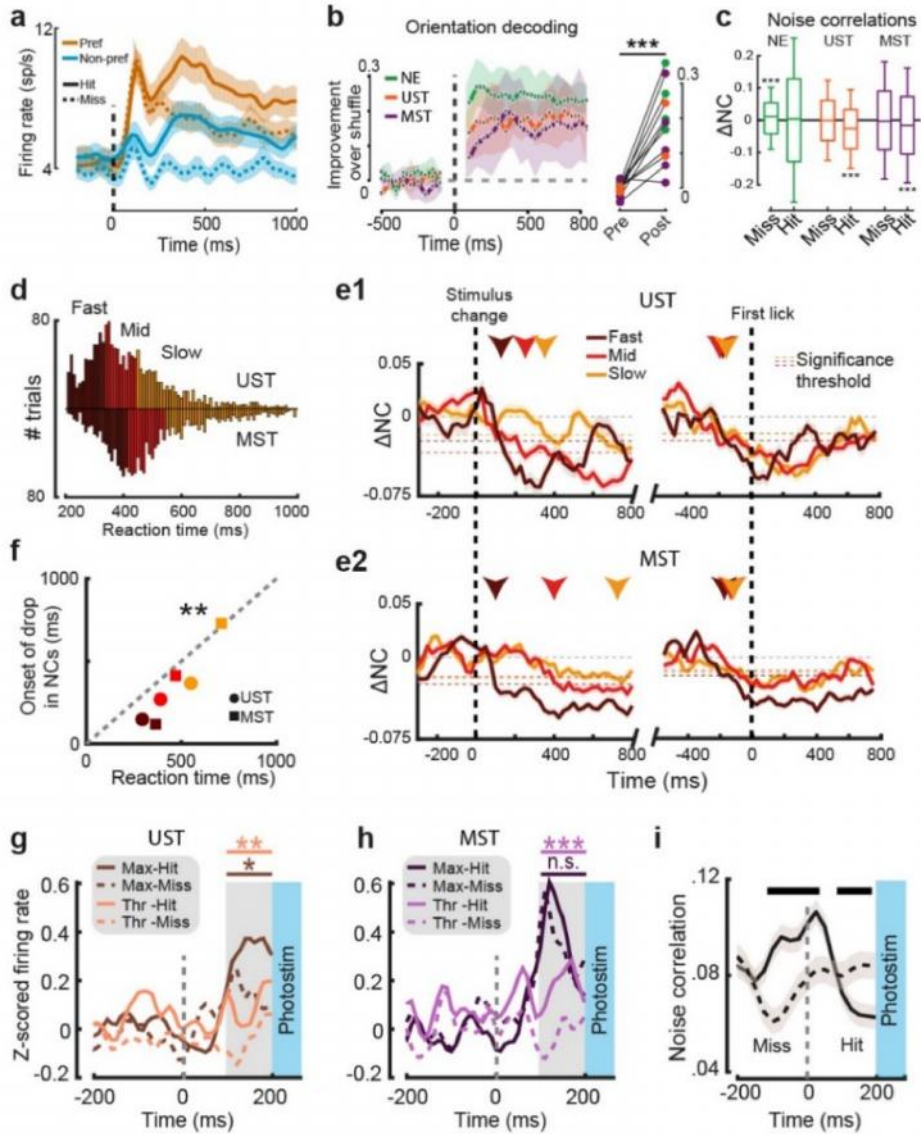 a
12
Firing rate (sp/s)
4
Pref
Non-pref
Hit
Miss
0
500
1000
Time (ms)
b
Orientation decoding
0.3
Improvement
over shuffle
0
NE
UST
MST
-500
0
500
800
Time (ms)
***
0.3
0
Pre
Post
c
Noise correlations
NE
UST
MST
ΔNC
0.2
0.1
0
-0.1
0.2
***
***
***
Miss
Hit
Miss
Hit
Miss
Hit
d
Fast
Mid
Slow
80
# trials
80
UST
MST
200
400
600
800
1000
Reaction time (ms)
e1
Stimulus
change
UST
First lick
Fast
Mid
Slow
Significance
threshold
0.05
0
ΔNC
-0.075
-200
0
400
800
-400
0
400
800
e2
MST
0.05
0
ΔNC
-0.075
-200
0
400
800
-400
0
400
800
Time (ms)
f
1000
Onset of drop
in NCs (ms)
0
**
UST
MST
0
500
1000
Reaction time (ms)
g
UST
**
*
Max-Hit
Max-Miss
Thr -Hit
Thr -Miss
Z-scored firing rate
0.6
0.4
0.2
0
-0.2
Photostim
-200
0
200
Time (ms)
h
MST
***
n.s.
Max-Hit
Max-Miss
Thr -Hit
Thr -Miss
0.6
0.4
0.2
0
-0.2
Photostim
-200
0
200
Time (ms)
i
.12
.08
.04
Noise correlation
Miss
Hit
Photostim
-200
0
200
Time (ms)